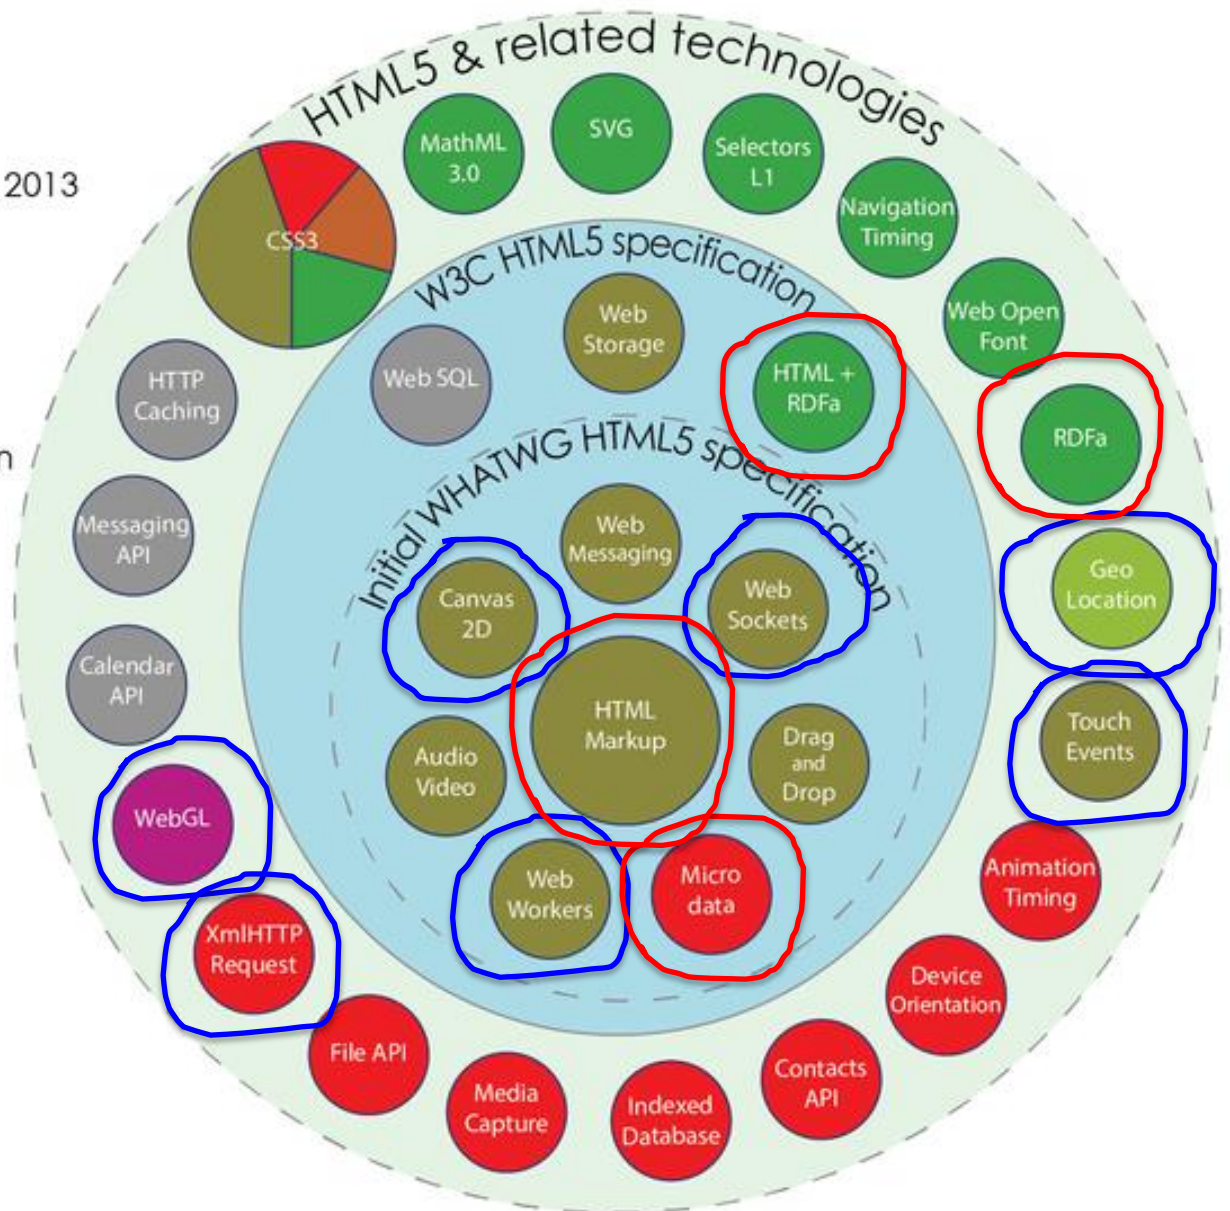 HTML5 & related technologies
2013
MathML
3.0
SVG
Selectors
L1
Navigation
Timing
CSS3
W3C HTML5 specification
Web
Storage
Web Open
Font
HTTP
Caching
Web SQL
HTML +
RDFa
RDFa
n
Initial WHATWG HTML5 specification
Messaging
API
Web
Messaging
Canvas
2D
Web
Sockets
Geo
Location
Calendar
API
HTML
Markup
Touch
Events
Audio
Video
Drag
and
Drop
WebGL
Web
Workers
Micro
data
Animation
Timing
XmlHTTP
Request
Device
Orientation
File API
Media
Capture
Indexed
Database
Contacts
API